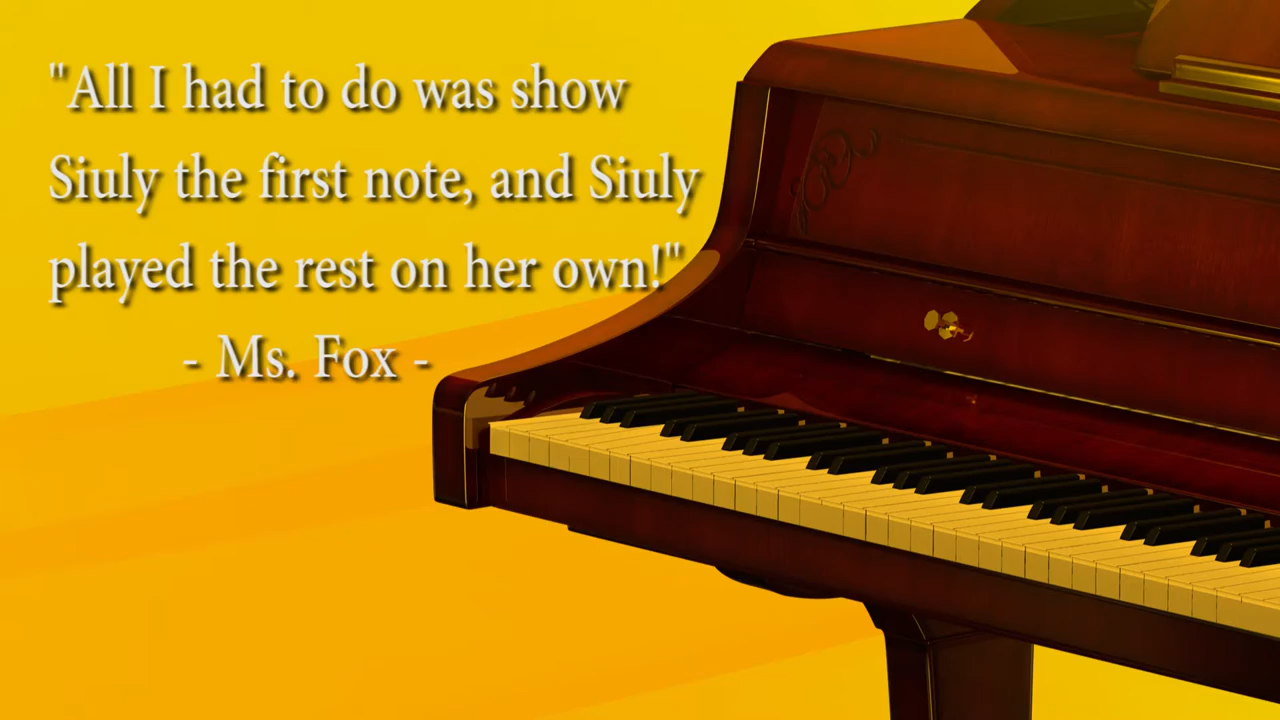 "All I had to do was show
Siuly the first note, and Siuly
played the rest on her own!"
- Ms. Fox -